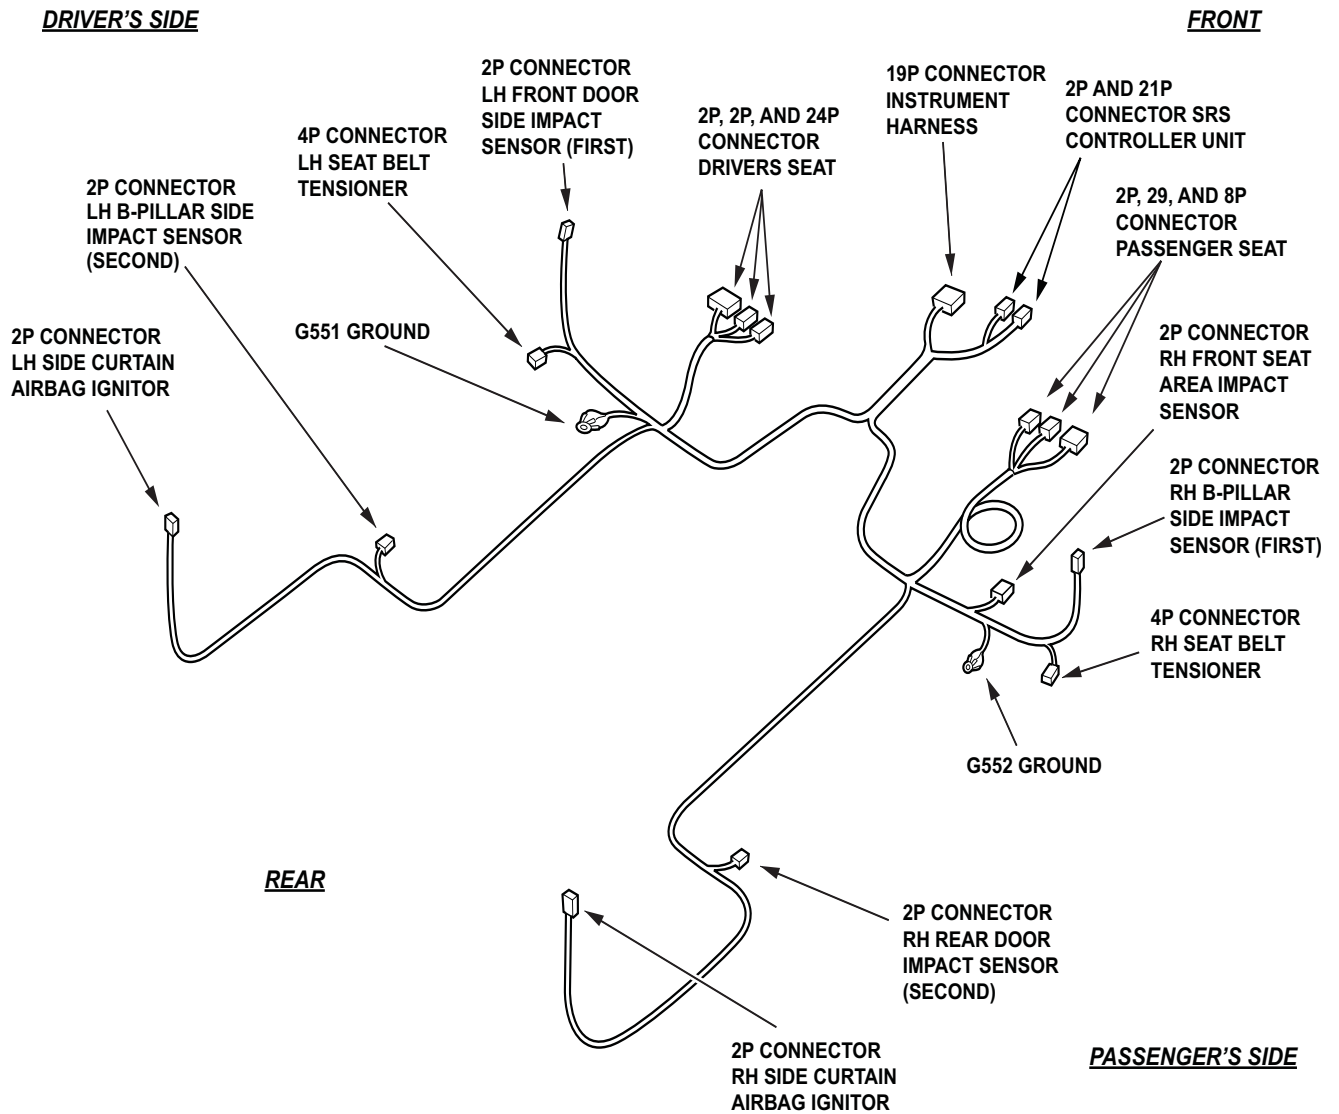 DRIVER'S SIDE
FRONT
2P CONNECTOR
LH FRONT DOOR
SIDE IMPACT
SENSOR (FIRST)
19P CONNECTOR
INSTRUMENT
HARNESS
2P AND 21P
CONNECTOR SRS
CONTROLLER UNIT
2P, 2P, AND 24P
CONNECTOR
DRIVERS SEAT
4P CONNECTOR
LH SEAT BELT
TENSIONER
2P CONNECTOR
LH B-PILLAR SIDE
IMPACT SENSOR
(SECOND)
2P, 29, AND 8P
CONNECTOR
PASSENGER SEAT
G551 GROUND
2P CONNECTOR
LH SIDE CURTAIN
AIRBAG IGNITOR
2P CONNECTOR
RH FRONT SEAT
AREA IMPACT
SENSOR
2P CONNECTOR
RH B-PILLAR
SIDE IMPACT
SENSOR (FIRST)
4P CONNECTOR
RH SEAT BELT
TENSIONER
G552 GROUND
REAR
2P CONNECTOR
RH REAR DOOR
IMPACT SENSOR
(SECOND)
2P CONNECTOR
RH SIDE CURTAIN
AIRBAG IGNITOR
PASSENGER'S SIDE